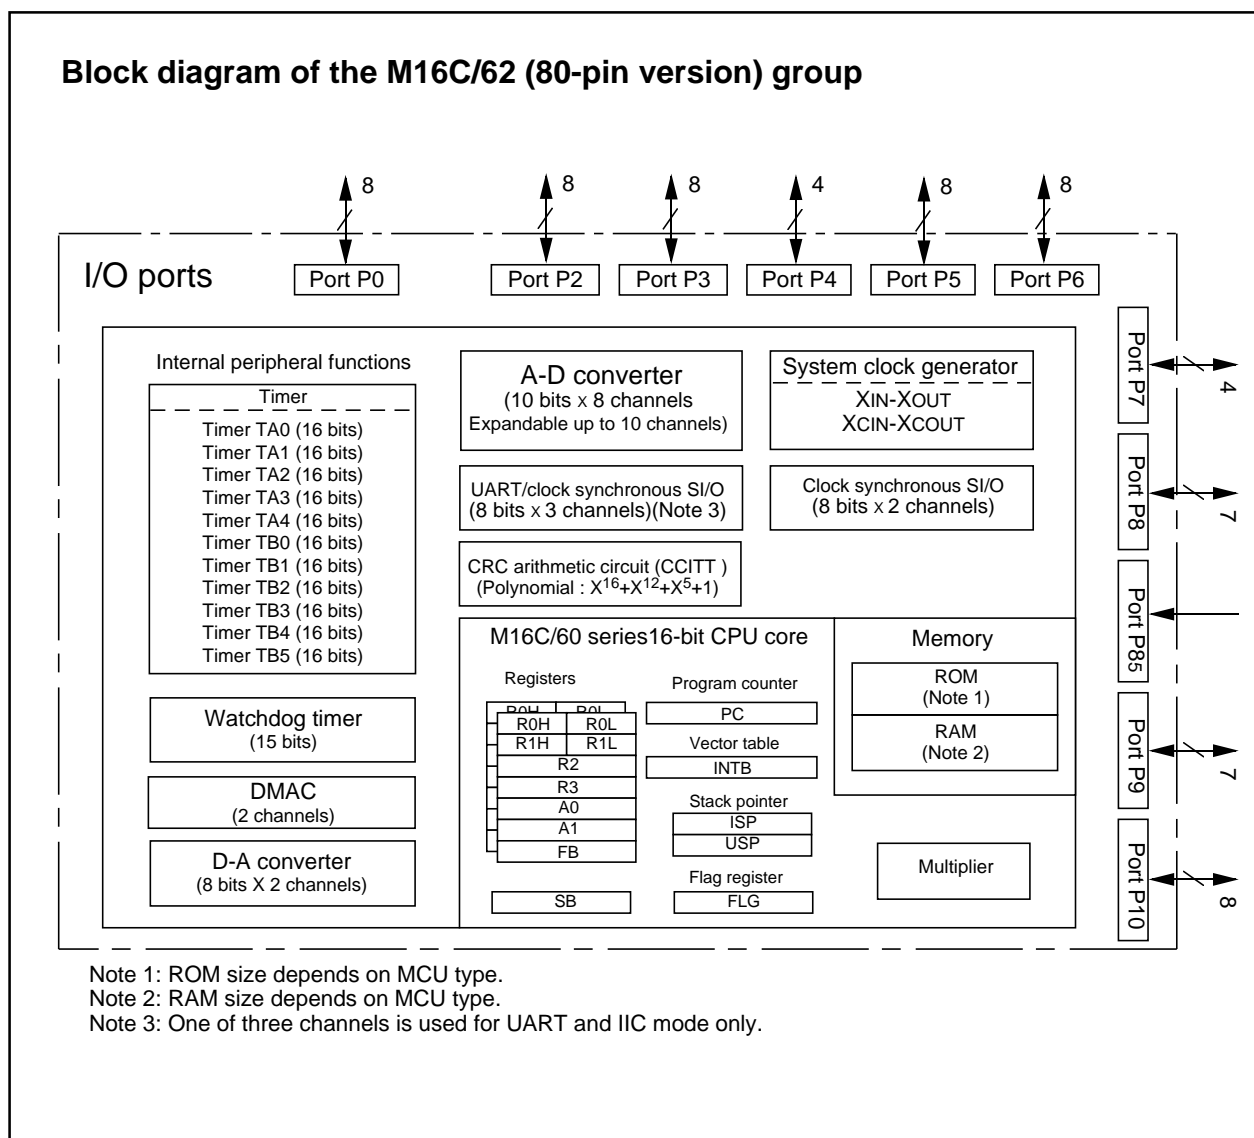 Block diagram of the M16C/62 (80-pin version) group
8
8
8
4
8
8
I/O ports
Port P0
Port P2
Port P3
Port P4
Port P5
Port P6
Internal peripheral functions
Timer
Timer TA0 (16 bits)
Timer TA1 (16 bits)
Timer TA2 (16 bits)
Timer TA3 (16 bits)
Timer TA4 (16 bits)
Timer TB0 (16 bits)
Timer TB1 (16 bits)
Timer TB2 (16 bits)
Timer TB3 (16 bits)
Timer TB4 (16 bits)
Timer TB5 (16 bits)
Watchdog timer
(15 bits)
DMAC
(2 channels)
D-A converter
(8 bits X 2 channels)
A-D converter
(10 bits x 8 channels
Expandable up to 10 channels)
UART/clock synchronous SI/O
(8 bits x 3 channels)(Note 3)
CRC arithmetic circuit (CCITT )
(Polynomial : X16+X12+X5+1)
System clock generator
XIN-XOUT
XCIN-XCOUT
Clock synchronous SI/O
(8 bits x 2 channels)
M16C/60 series16-bit CPU core
Registers
R0H R0L
R0H R0L
R1H R1L
R2
R3
A0
A1
FB
SB
Program counter
PC
Vector table
INTB
Stack pointer
ISP
USP
Flag register
FLG
Memory
ROM
(Note 1)
RAM
(Note 2)
Multiplier
Port P7
4
Port P8
7
Port P85
Port P9
7
Port P10
8
Note 1: ROM size depends on MCU type.
Note 2: RAM size depends on MCU type.
Note 3: One of three channels is used for UART and IIC mode only.